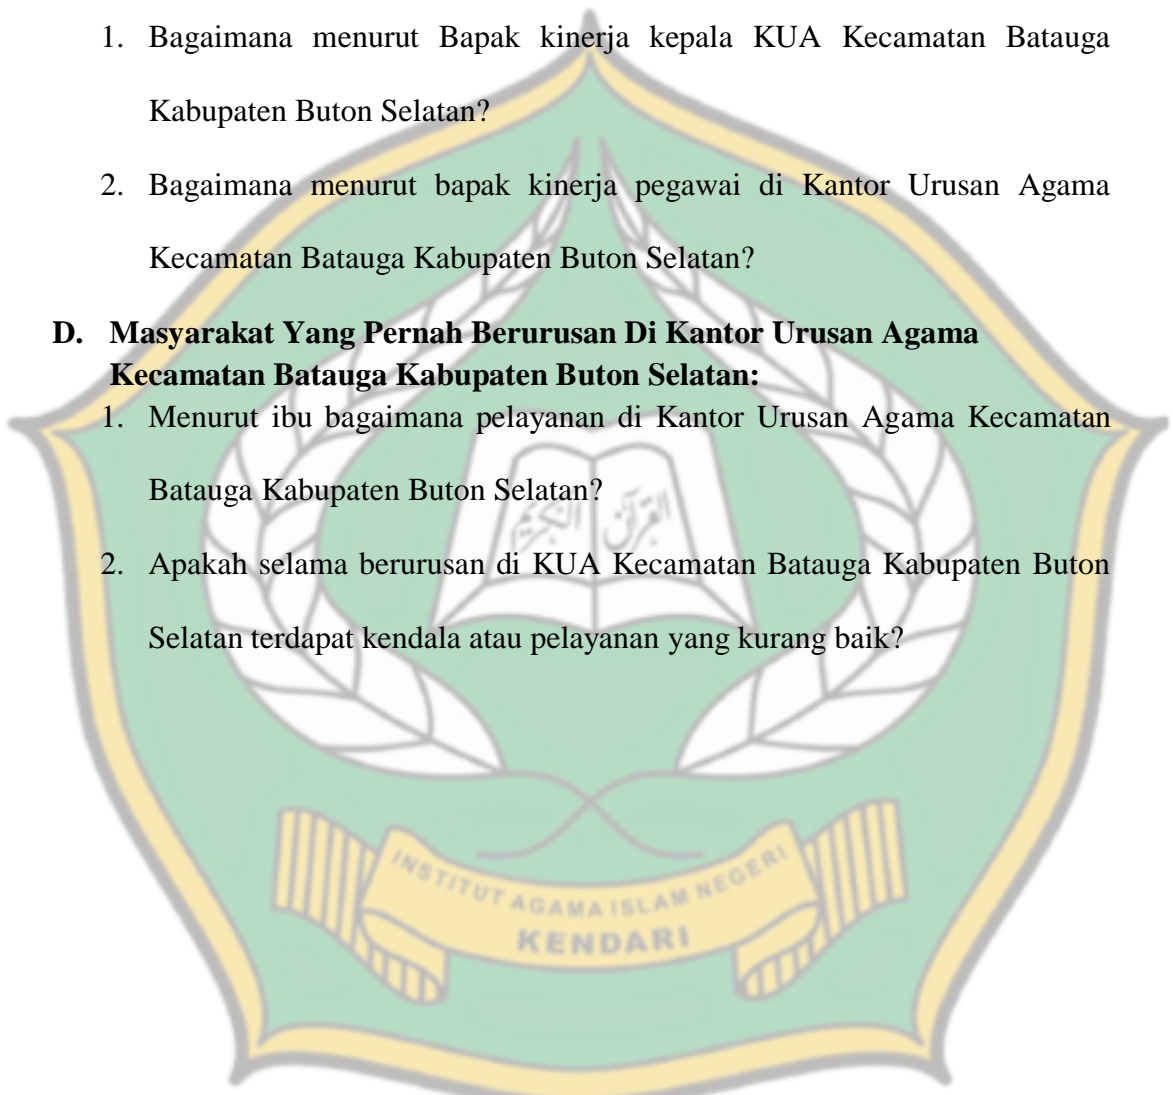 1. Bagaimana menurut Bapak kinerja kepala KUA Kecamatan Batauga
Kabupaten Buton Selatan?
2. Bagaimana menurut bapak kinerja pegawai di Kantor Urusan Agama
Kecamatan Batauga Kabupaten Buton Selatan?
D. Masyarakat Yang Pernah Berurusan Di Kantor Urusan Agama
Kecamatan Batauga Kabupaten Buton Selatan:
1. Menurut ibu bagaimana pelayanan di Kantor Urusan Agama Kecamatan
Batauga Kabupaten Buton Selatan?
القرآن الكريم
2. Apakah selama berurusan di KUA Kecamatan Batauga Kabupaten Buton
Selatan terdapat kendala atau pelayanan yang kurang baik?
INSTITUT AGAMA ISLAM NEGERI
KENDARI